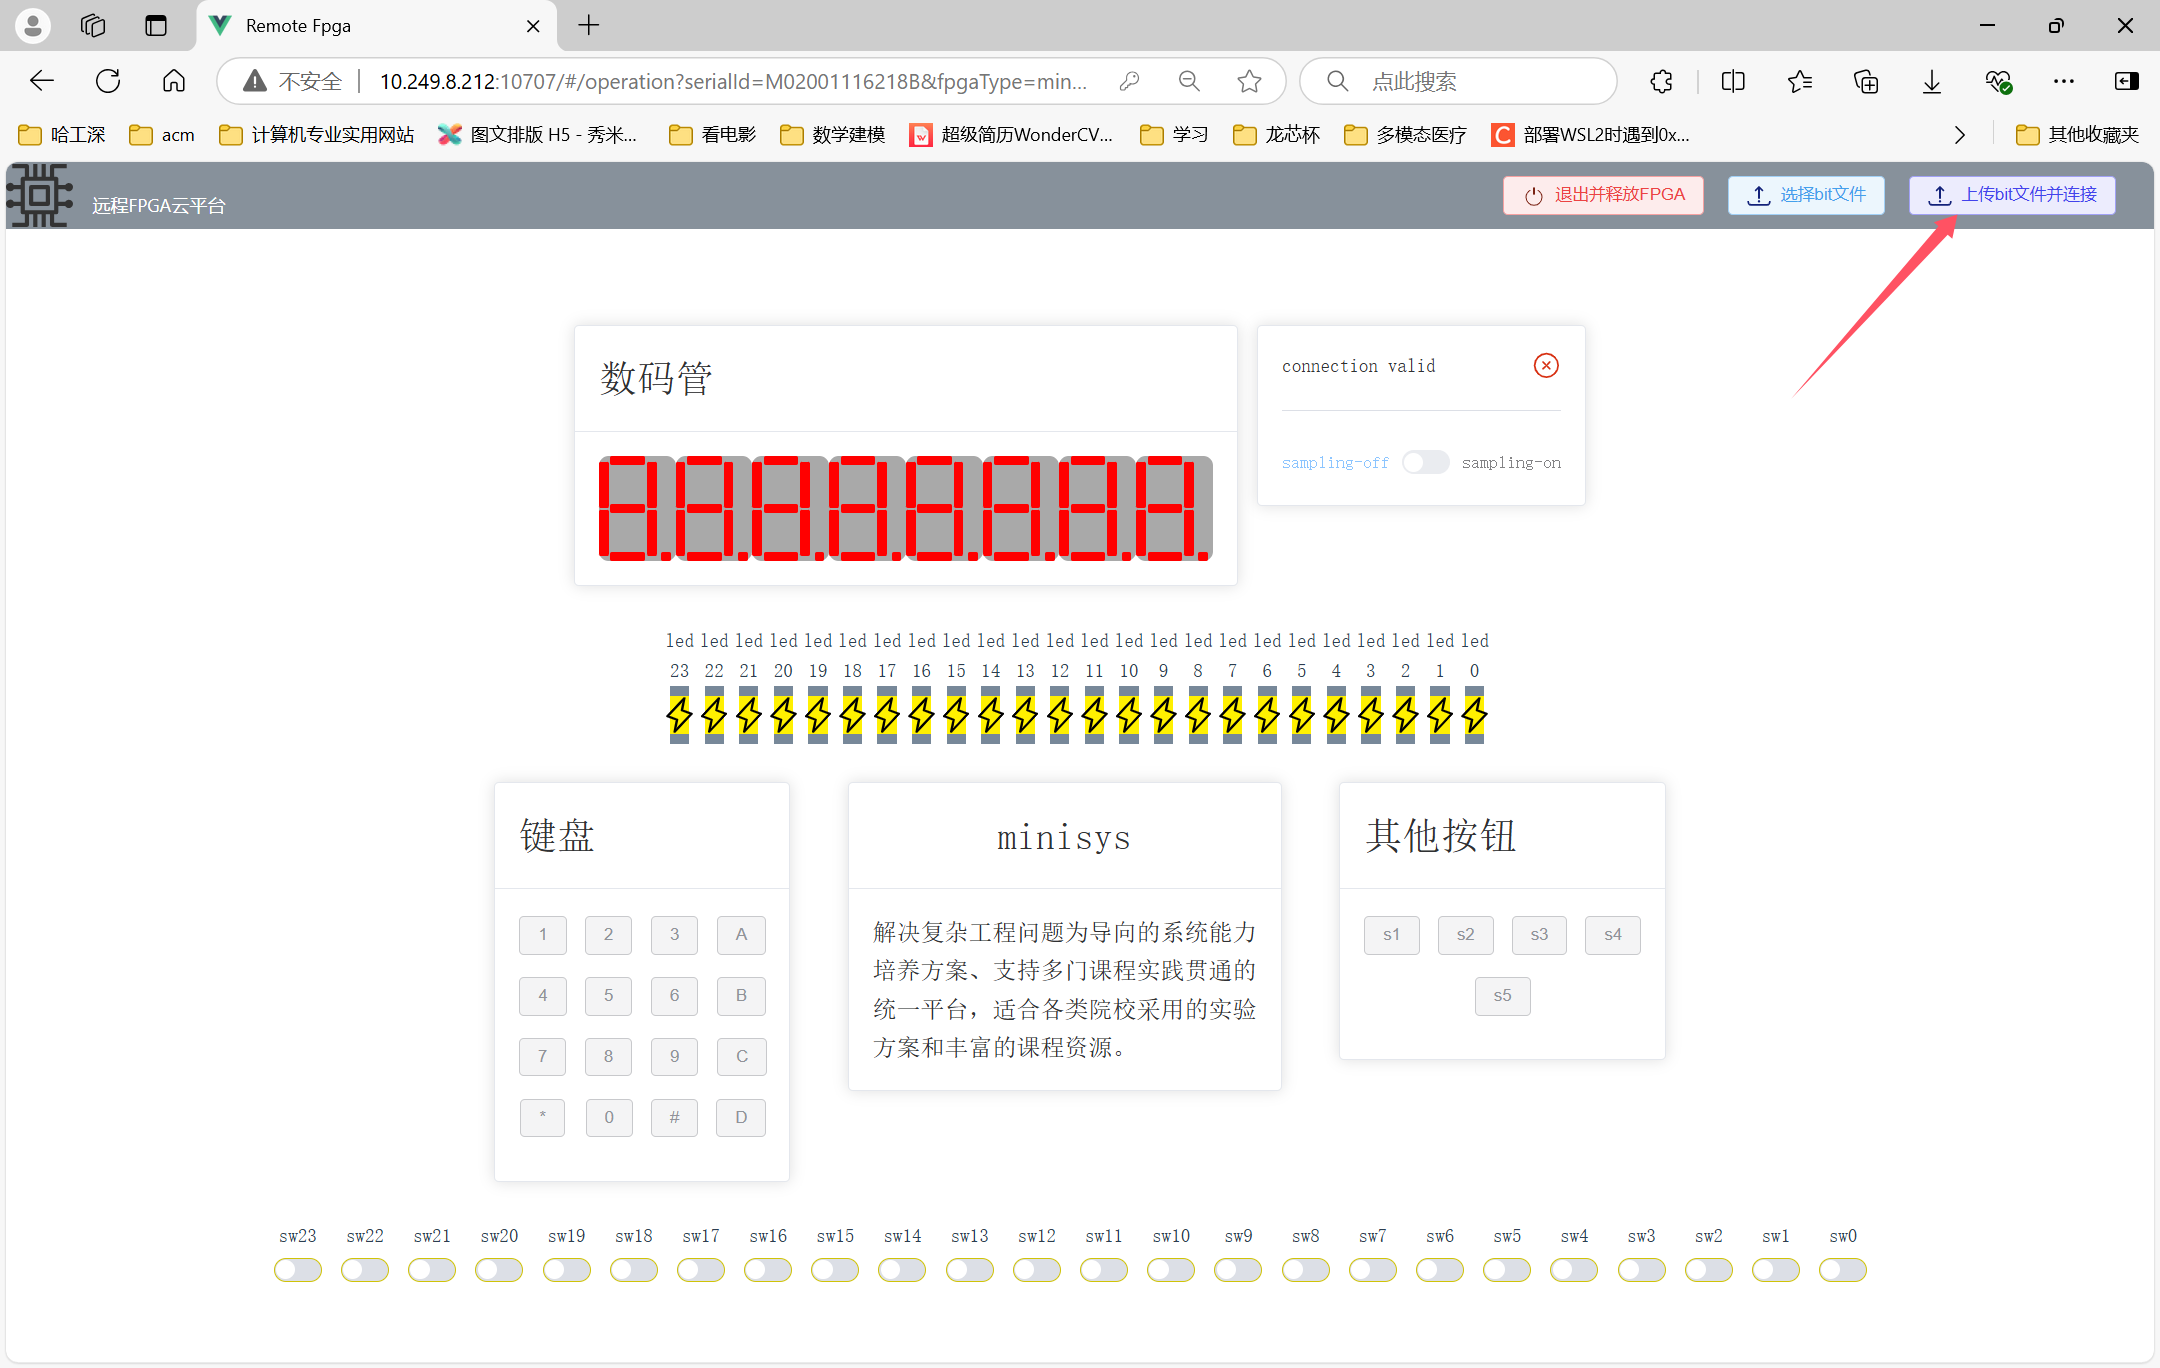 Remote Fpga
不安全 10.249.8.212:10707/#/operation?serialId=M02001116218B&fpgaType=min... 点此搜索
哈工深 acm 计算机专业实用网站 图文排版 H5 - 秀米... 看电影 数学建模 超级简历WonderCV... 学习 龙芯杯 多模态医疗 部署WSL2时遇到0x... 其他收藏夹
远程FPGA云平台 退出并释放FPGA 选择bit文件 上传bit文件并连接
数码管
connection valid
sampling-off sampling-on
8.8.8.8.8.8.8.8.
led led led led led led led led led led led led led led led led led led led led led led led led
23 22 21 20 19 18 17 16 15 14 13 12 11 10 9 8 7 6 5 4 3 2 1 0
键盘
1 2 3 A
4 5 6 B
7 8 9 C
* 0 # D
minisys
解决复杂工程问题为导向的系统能力
培养方案、支持多门课程实践贯通的
统一平台，适合各类院校采用的实验
方案和丰富的课程资源。
其他按钮
s1 s2 s3 s4
s5
sw23 sw22 sw21 sw20 sw19 sw18 sw17 sw16 sw15 sw14 sw13 sw12 sw11 sw10 sw9 sw8 sw7 sw6 sw5 sw4 sw3 sw2 sw1 sw0